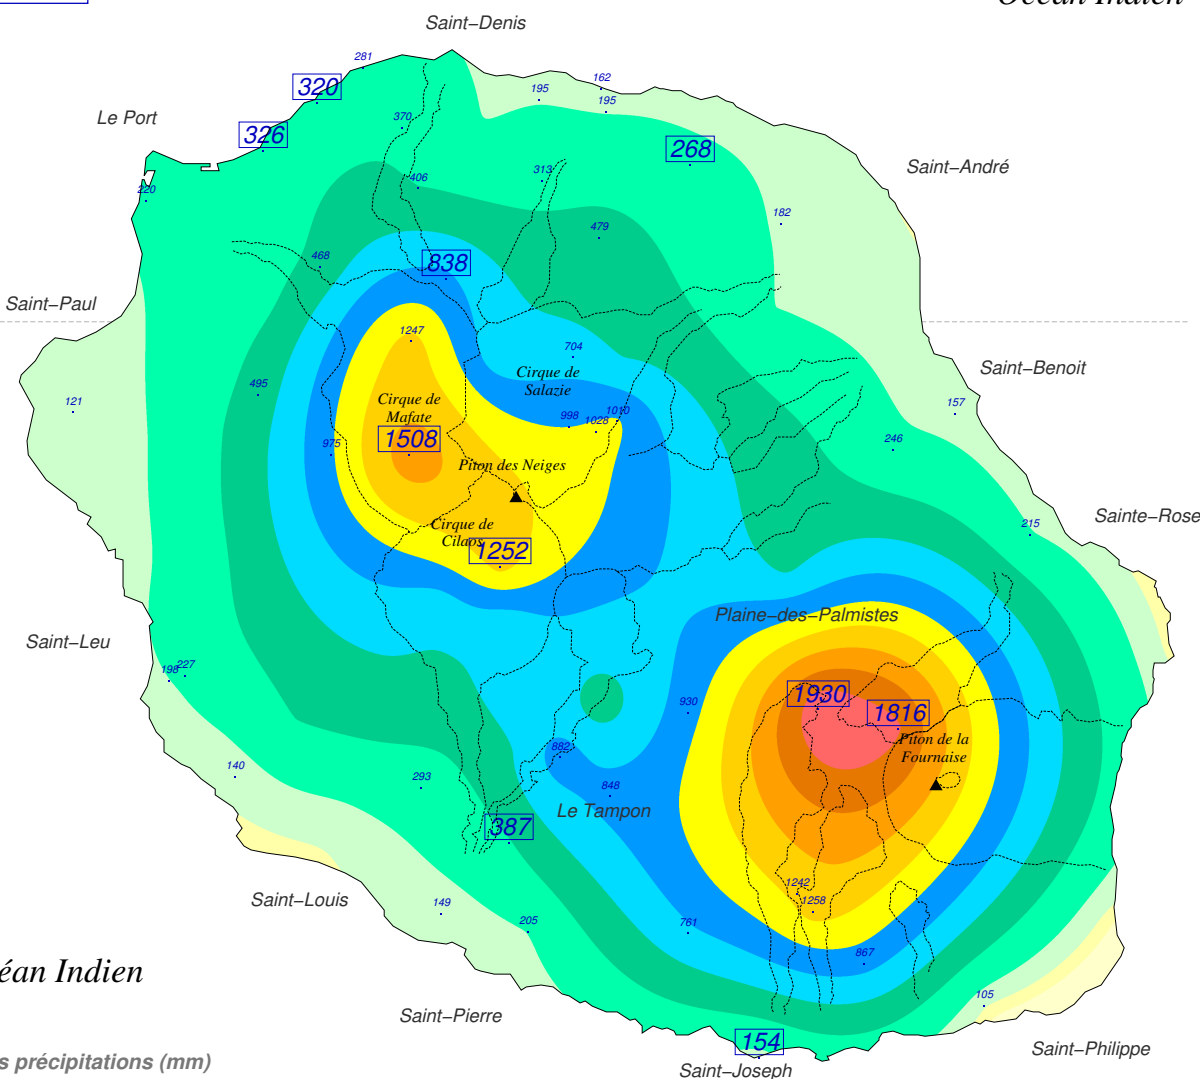 Saint–Denis
281
320
162
195
195
Le Port
370
326
268
Saint–André
313
406
220
182
479
468
838
Saint–Paul
1247
704
Cirque de
Salazie
Saint–Benoit
495
Cirque de
Mafate
121
157
1010
998
1028
1508
975
246
Piton des Neiges
Sainte–Rose
Cirque de
Cilaos
215
1252
Plaine–des–Palmistes
Saint–Leu
198
227
1930
930
1816
Piton de la
Fournaise
882
140
293
848
Le Tampon
387
1242
Saint–Louis
149
1258
205
761
867
éan Indien
105
Saint–Pierre
154
Saint–Philippe
s précipitations (mm)
Saint–Joseph